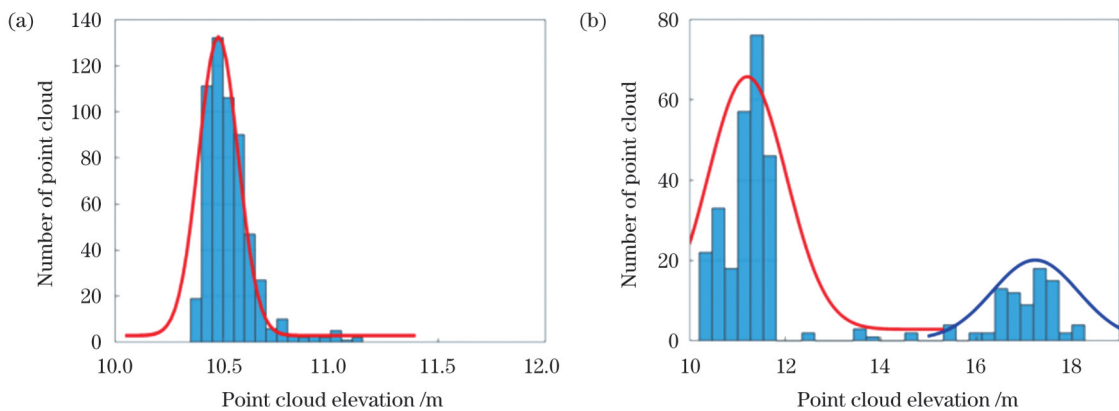 (a)
140
120
100
80
60
40
20
0
10.0 10.5 11.0 11.5 12.0
Number of point cloud
Point cloud elevation /m
(b)
80
60
40
20
0
10 12 14 16 18
Number of point cloud
Point cloud elevation /m